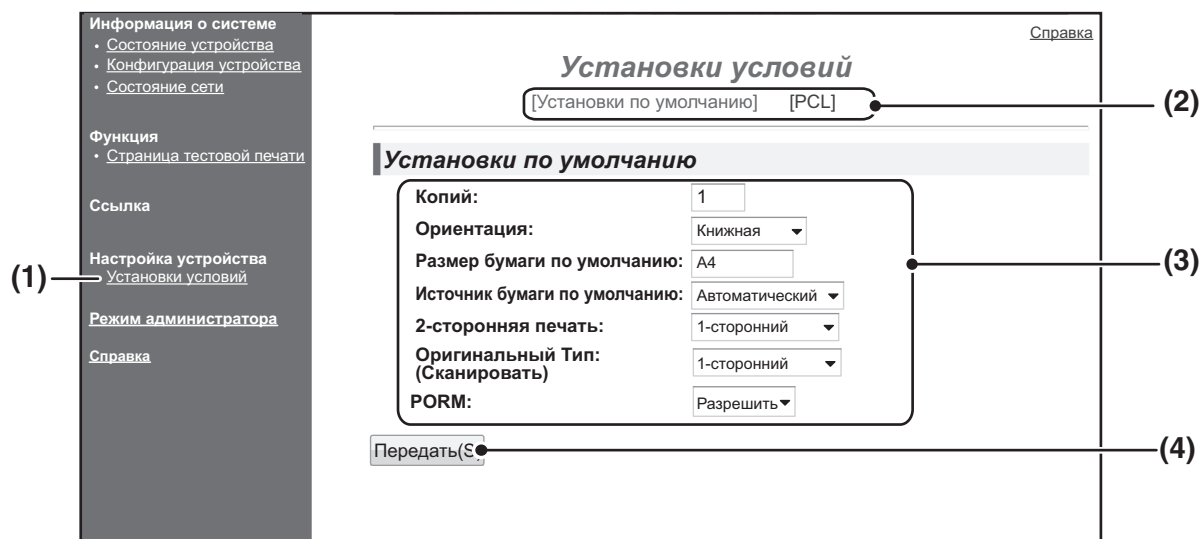 Информация о системе
• Состояние устройства
• Конфигурация устройства
• Состояние сети
Функция
• Страница тестовой печати
Ссылка
Настройка устройства
Установки условий
Режим администратора
Справка
(1)
Справка
Установки условий
[Установки по умолчанию] [PCL]
(2)
Установки по умолчанию
Копий: 1
Ориентация: Книжная
Размер бумаги по умолчанию: A4
Источник бумаги по умолчанию: Автоматический
2-сторонняя печать: 1-сторонний
Оригинальный Тип:
(Сканировать) 1-сторонний
PORM: Разрешить
(3)
Передать(S)
(4)